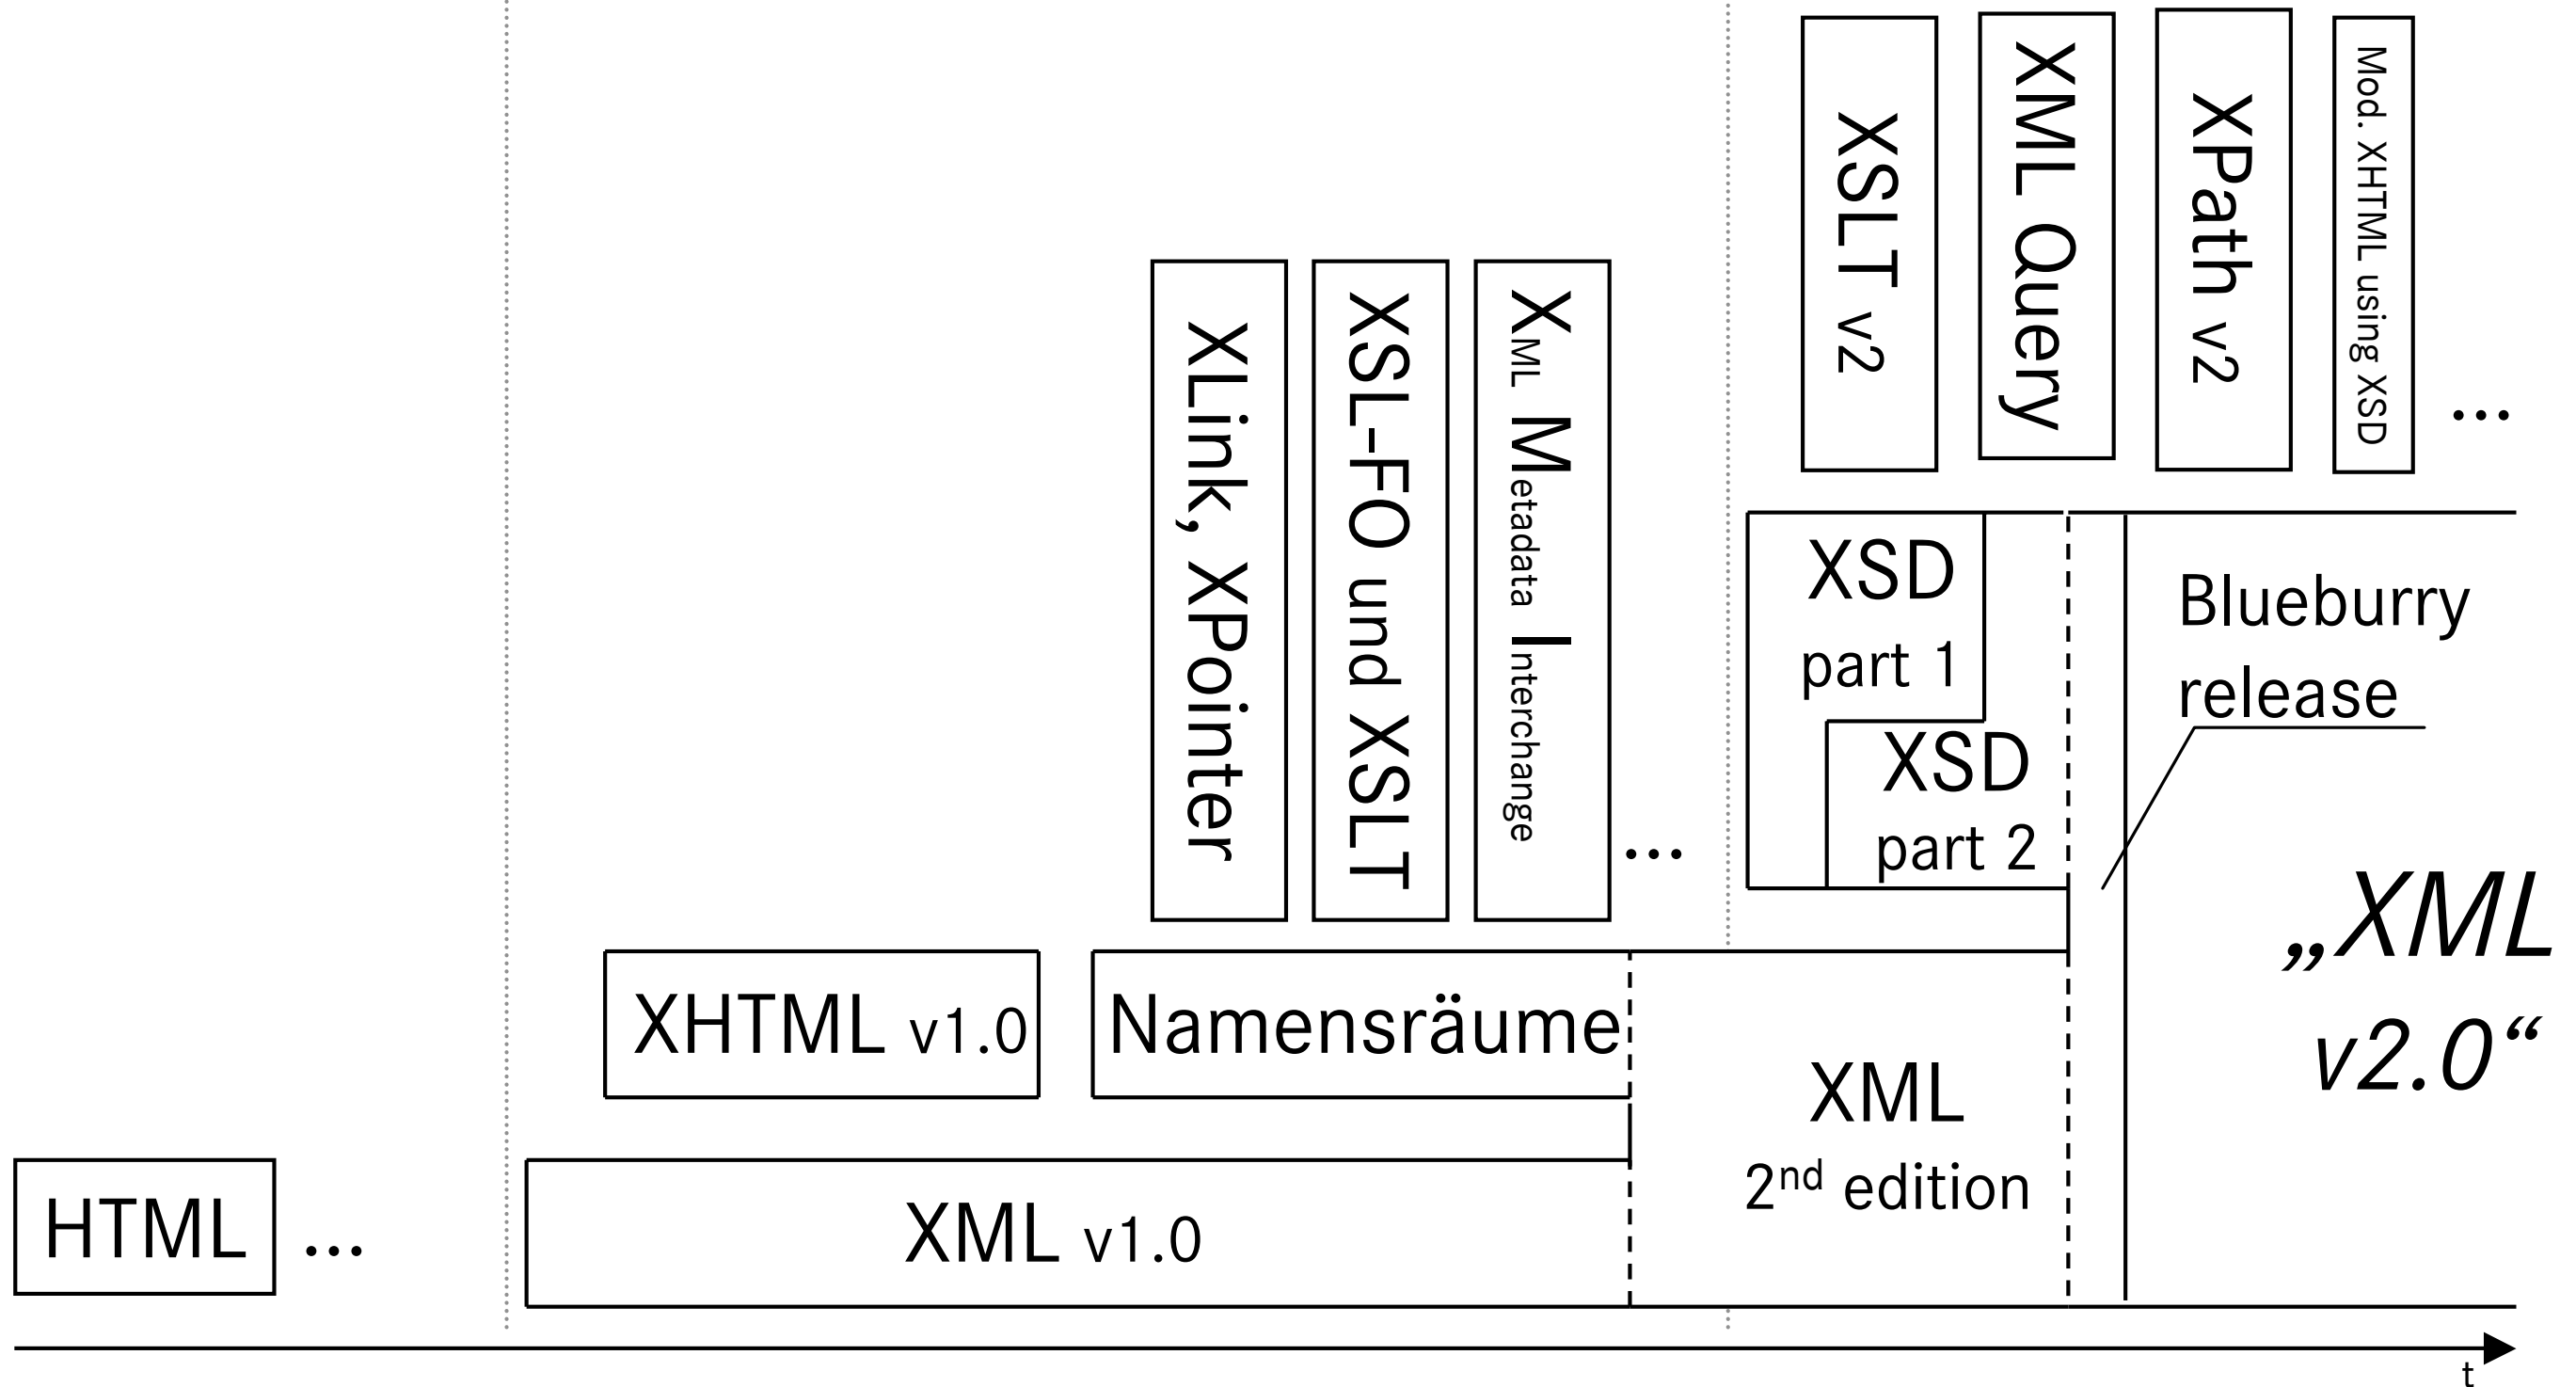 XSLT v2
XML Query
XPath v2
Mod. XHTML using XSD
...
XLink, XPointer
XSL-FO und XSLT
XML Metadata Interchange
...
XSD
part 1
XSD
part 2
Blueburry
release
„XML
v2.0“
XHTML v1.0
Namensräume
XML
2nd edition
HTML
...
XML v1.0
t